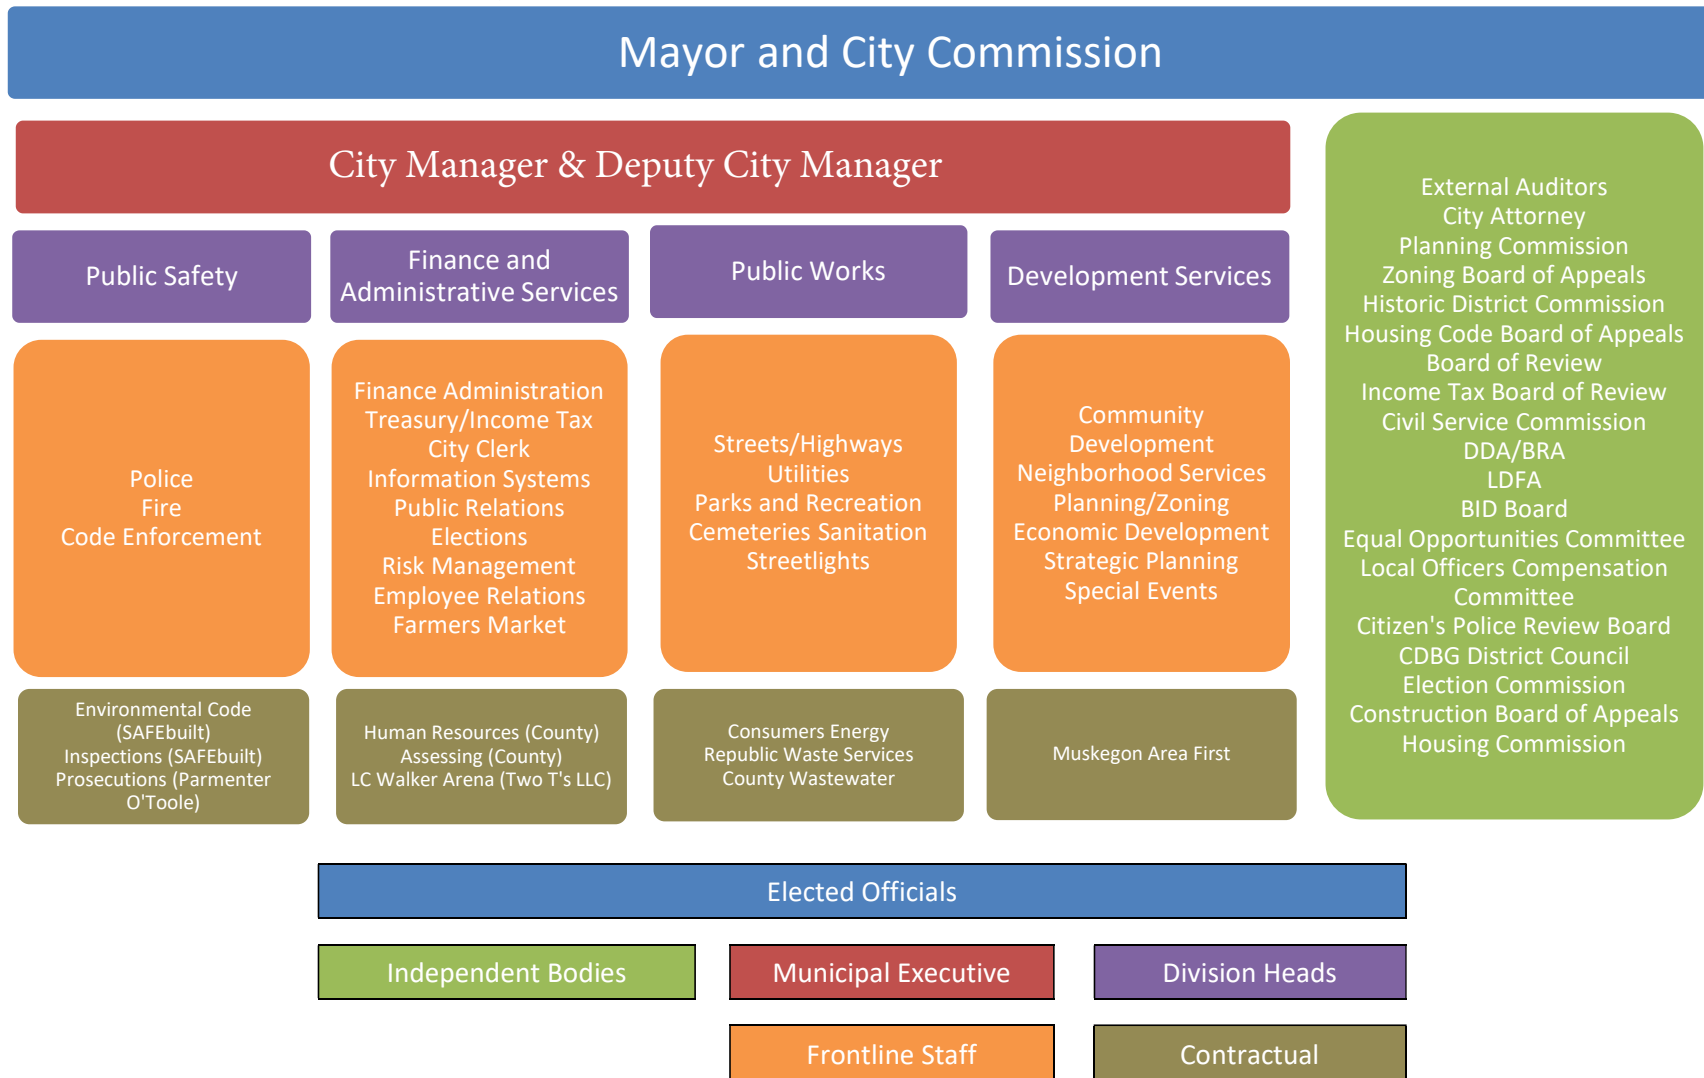 Mayor and City Commission
City Manager & Deputy City Manager
Public Safety
Finance and
Administrative Services
Public Works
Development Services
Police
Fire
Code Enforcement
Finance Administration
Treasury/Income Tax
City Clerk
Information Systems
Public Relations
Elections
Risk Management
Employee Relations
Farmers Market
Streets/Highways
Utilities
Parks and Recreation
Cemeteries Sanitation
Streetlights
Community
Development
Neighborhood Services
Planning/Zoning
Economic Development
Strategic Planning
Special Events
Environmental Code
(SAFEbuilt)
Inspections (SAFEbuilt)
Prosecutions (Parmenter
O'Toole)
Human Resources (County)
Assessing (County)
LC Walker Arena (Two T's LLC)
Consumers Energy
Republic Waste Services
County Wastewater
Muskegon Area First
External Auditors
City Attorney
Planning Commission
Zoning Board of Appeals
Historic District Commission
Housing Code Board of Appeals
Board of Review
Income Tax Board of Review
Civil Service Commission
DDA/BRA
LDFA
BID Board
Equal Opportunities Committee
Local Officers Compensation
Committee
Citizen's Police Review Board
CDBG District Council
Election Commission
Construction Board of Appeals
Housing Commission
Elected Officials
Independent Bodies
Municipal Executive
Division Heads
Frontline Staff
Contractual